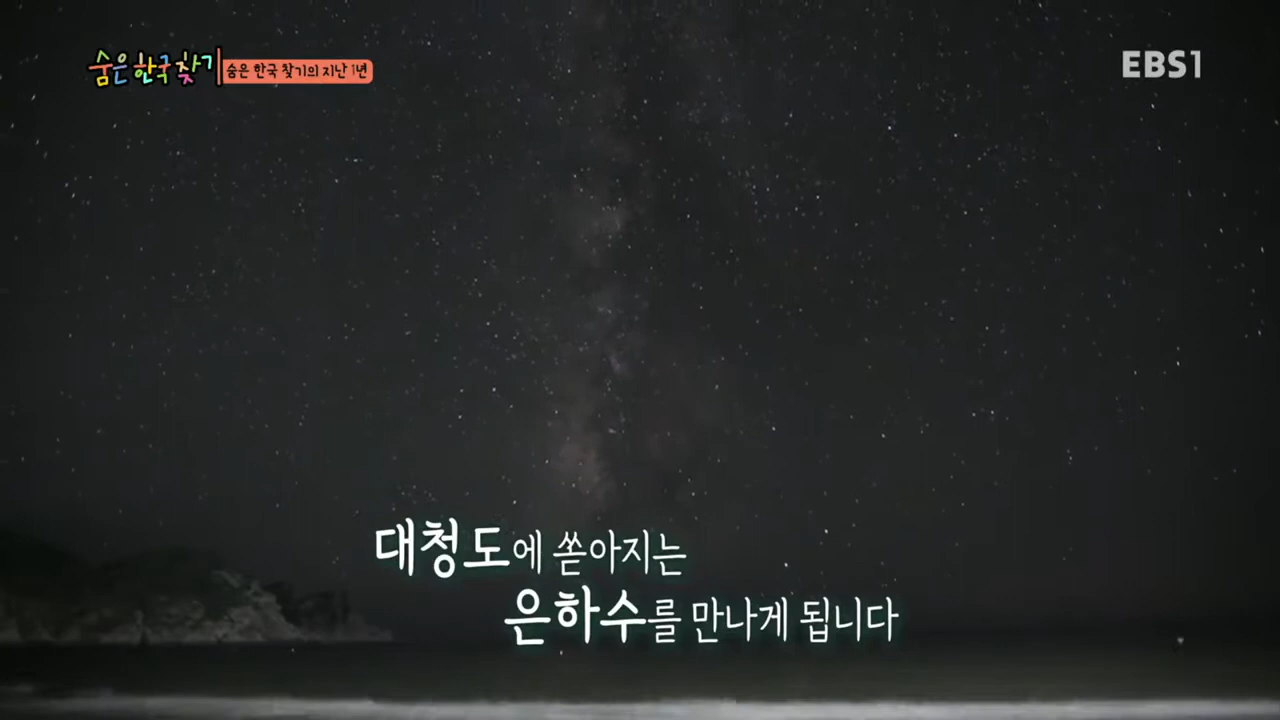 숨은 한국 찾기
숨은 한국 찾기의 지난 1년
EBS1
대청도에 쏟아지는
은하수를 만나게 됩니다